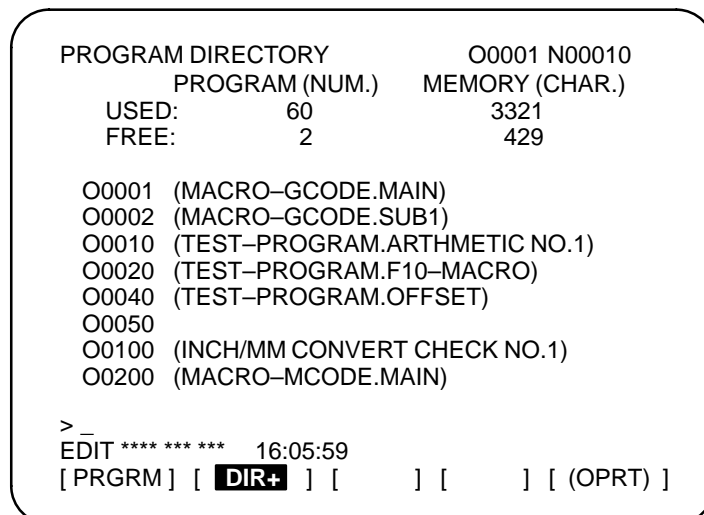 PROGRAM DIRECTORY O0001 N00010
PROGRAM (NUM.) MEMORY (CHAR.)
USED: 60 3321
FREE: 2 429
O0001 (MACRO–GCODE.MAIN)
O0002 (MACRO–GCODE.SUB1)
O0010 (TEST–PROGRAM.ARTHMETIC NO.1)
O0020 (TEST–PROGRAM.F10–MACRO)
O0040 (TEST–PROGRAM.OFFSET)
O0050
O0100 (INCH/MM CONVERT CHECK NO.1)
O0200 (MACRO–MCODE.MAIN)
> _
EDIT **** *** *** 16:05:59
[ PRGRM ] [ DIR+ ] [ ] [ ] [ (OPRT) ]